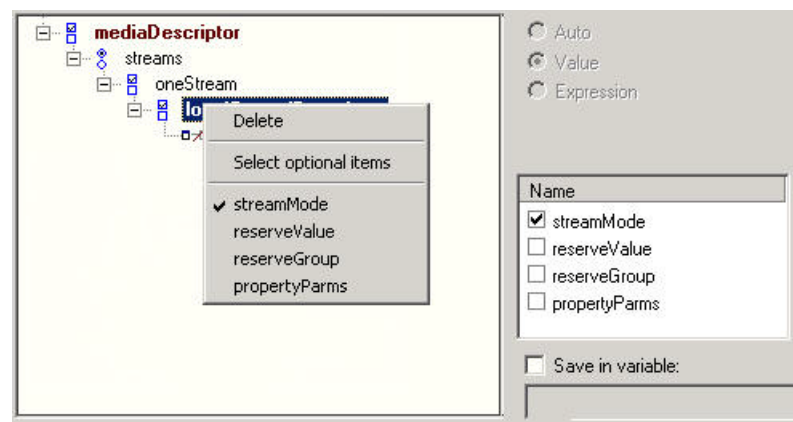 mediaDescriptor
streams
oneStream
Delete
Select optional items
streamMode
reserveValue
reserveGroup
propertyParms
Auto
Value
Expression
Name
streamMode
reserveValue
reserveGroup
propertyParms
Save in variable: